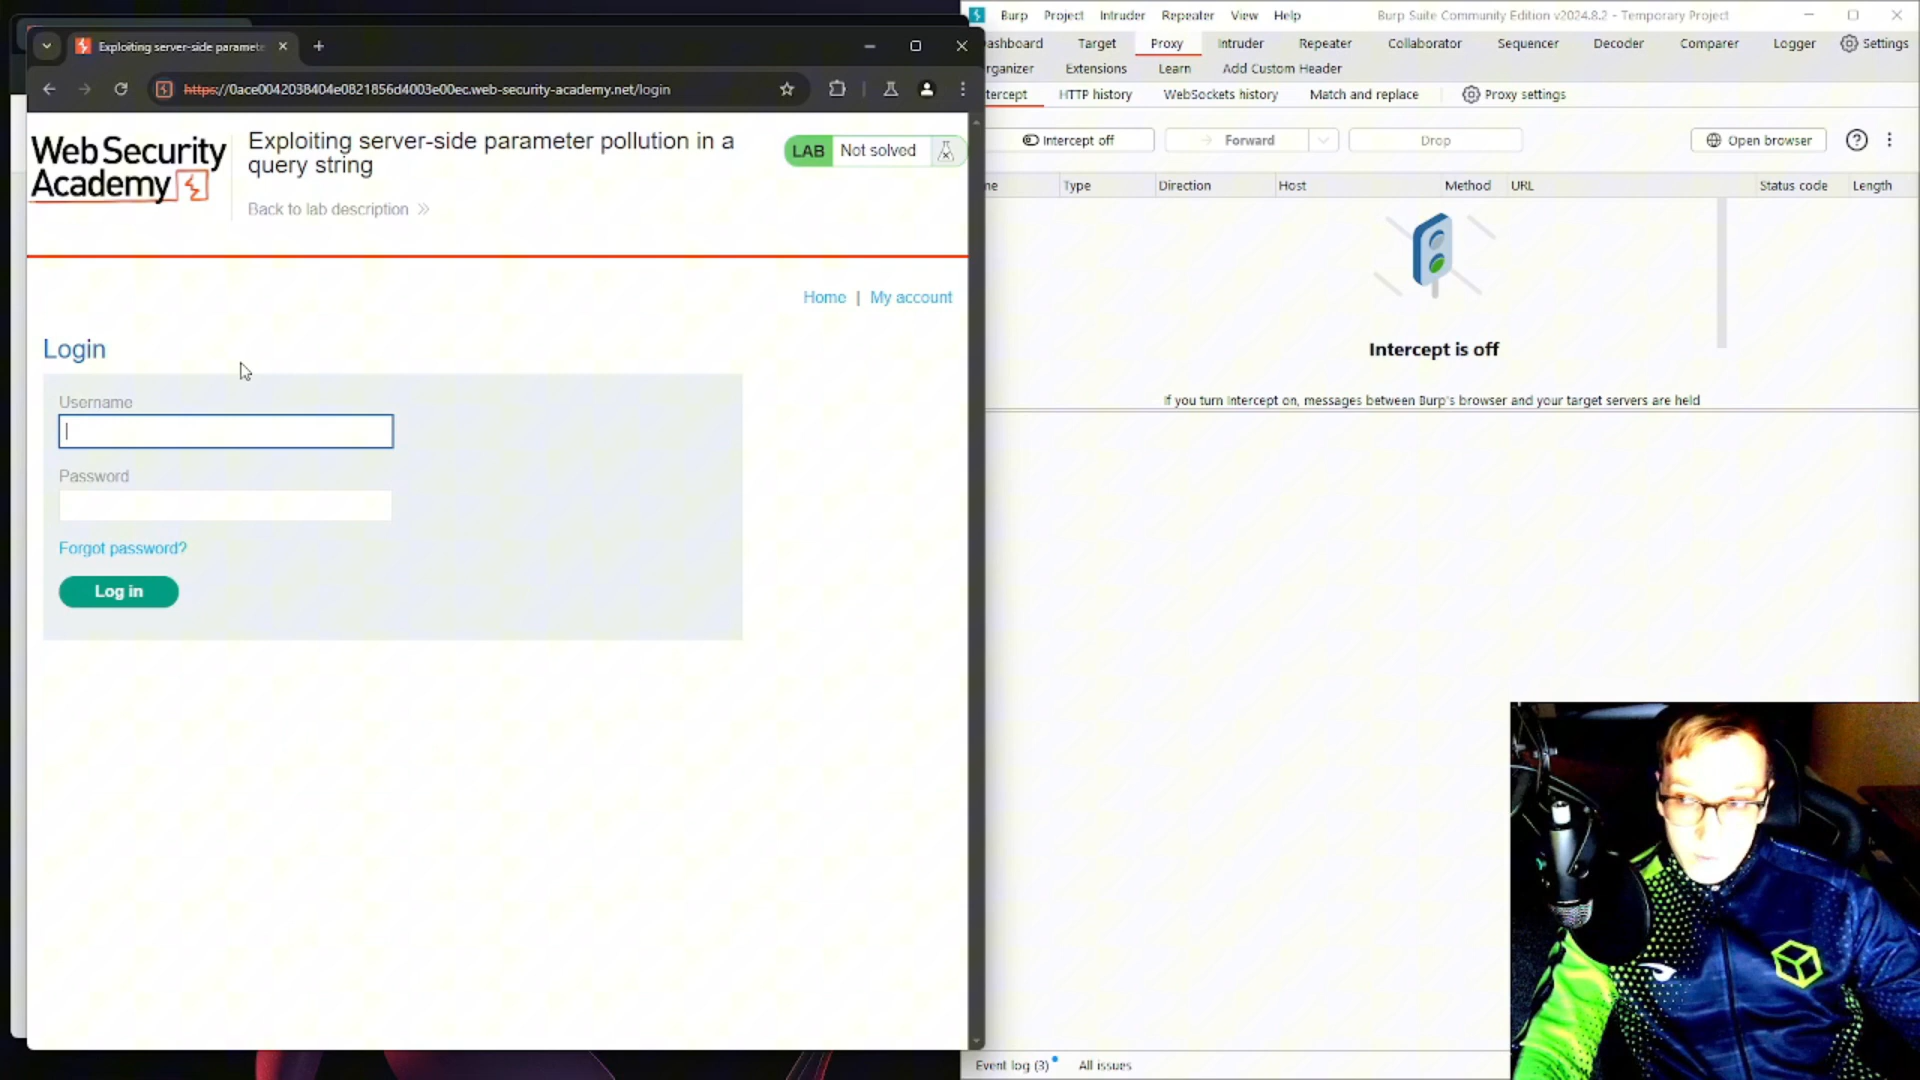 Exploiting server-side paramete
https://0ace0042038404e0821856d4003e00ec.web-security-academy.net/login
Web Security
Academy
Exploiting server-side parameter pollution in a
query string
Back to lab description
LAB Not solved
Home | My account
Login
Username
Password
Forgot password?
Log in
Burp Project Intruder Repeater View Help
Burp Suite Community Edition v2024.8.2 - Temporary Project
ashboard Target Proxy Intruder Repeater Collaborator Sequencer Decoder Comparer Logger Settings
rganizer Extensions Learn Add Custom Header
tercept HTTP history WebSockets history Match and replace Proxy settings
Intercept off Forward Drop Open browser
me Type Direction Host Method URL Status code Length
Intercept is off
If you turn Intercept on, messages between Burp's browser and your target servers are held
Event log (3) All issues